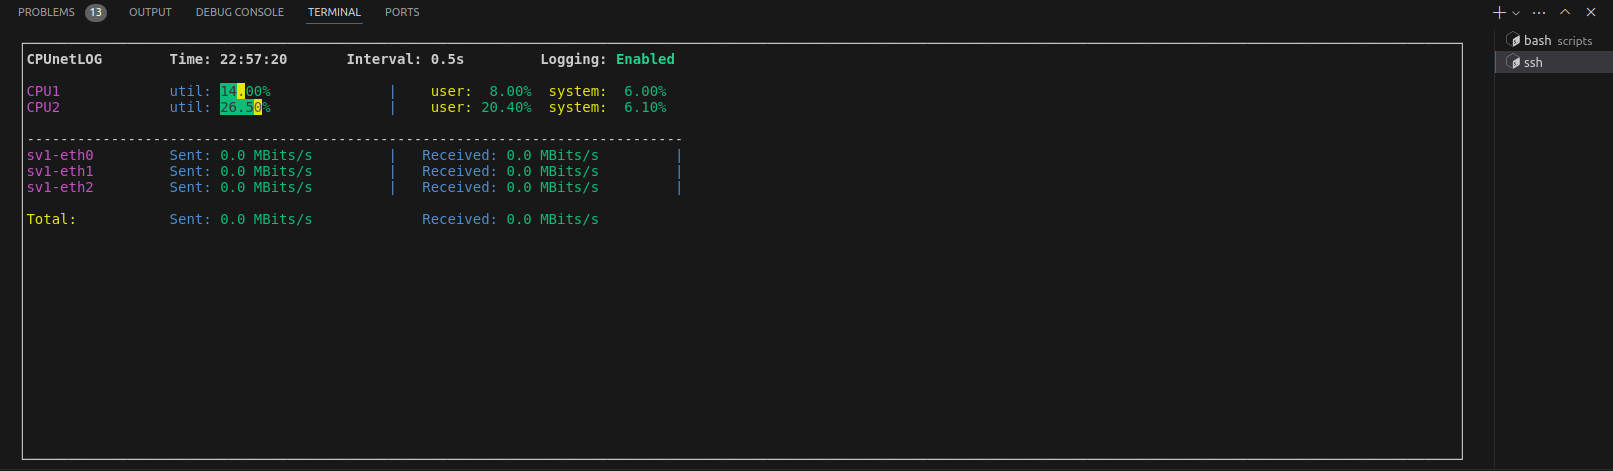 PROBLEMS 13 OUTPUT DEBUG CONSOLE TERMINAL PORTS
bash scripts
ssh
CPUnetLOG Time: 22:57:20 Interval: 0.5s Logging: Enabled
CPU1 util: 14.00% | user: 8.00% system: 6.00%
CPU2 util: 26.50% | user: 20.40% system: 6.10%
------------------------------------------------------------------------------
sv1-eth0 Sent: 0.0 MBits/s | Received: 0.0 MBits/s |
sv1-eth1 Sent: 0.0 MBits/s | Received: 0.0 MBits/s |
sv1-eth2 Sent: 0.0 MBits/s | Received: 0.0 MBits/s |
Total: Sent: 0.0 MBits/s Received: 0.0 MBits/s